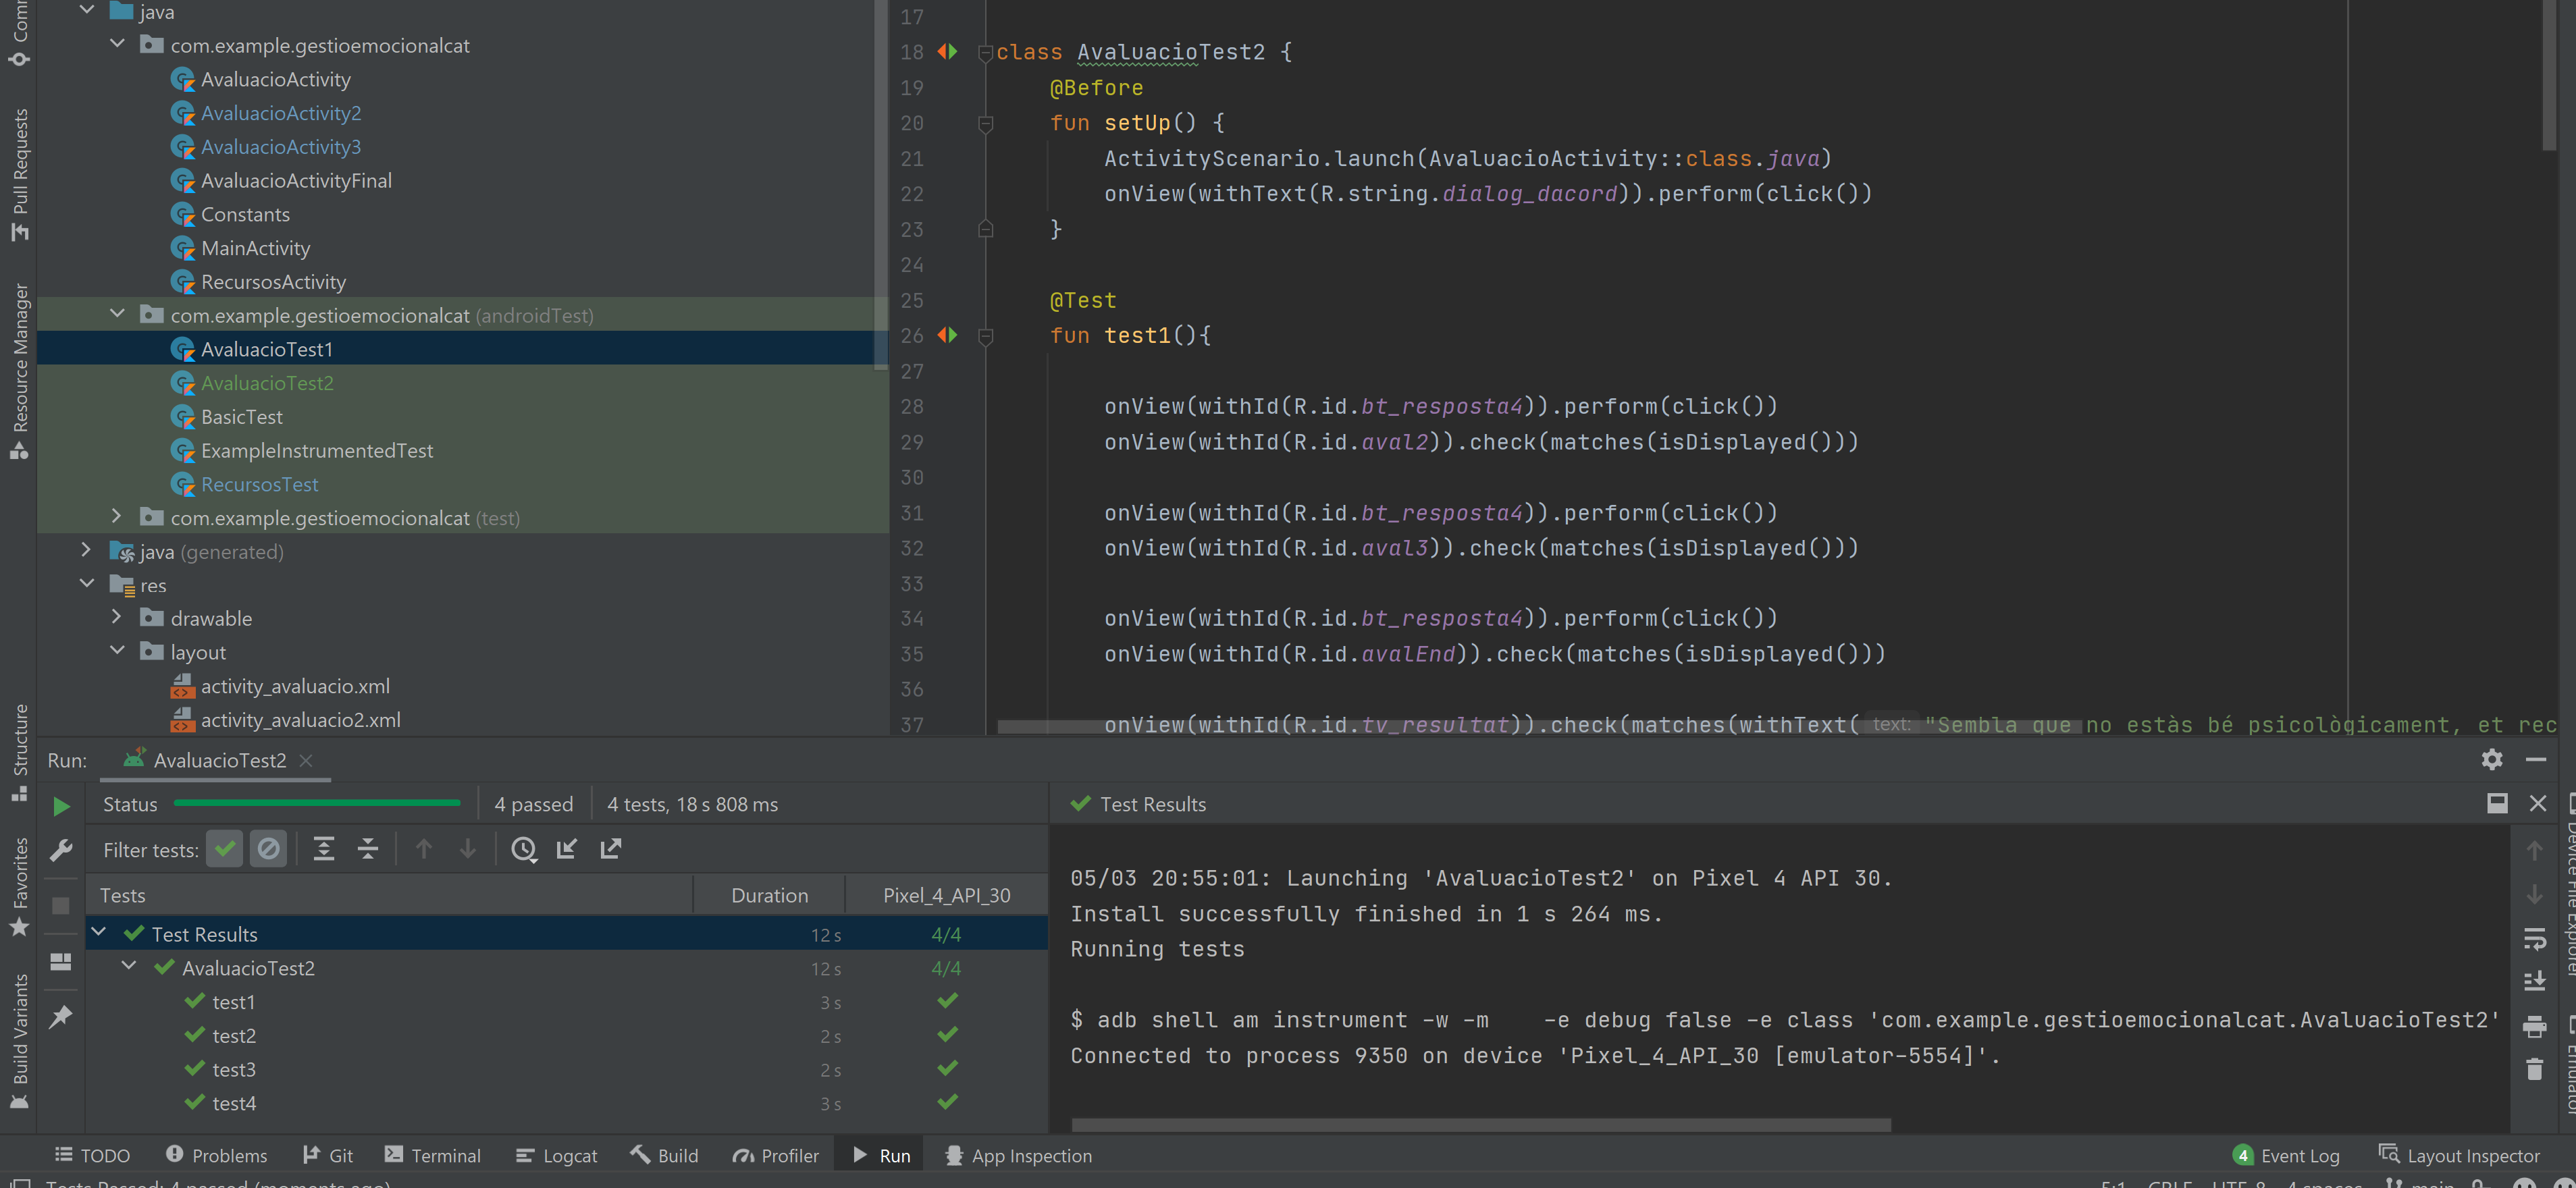 java
com.example.gestioemocionalcat
AvaluacioActivity
AvaluacioActivity2
AvaluacioActivity3
AvaluacioActivityFinal
Constants
MainActivity
RecursosActivity
com.example.gestioemocionalcat (androidTest)
AvaluacioTest1
AvaluacioTest2
BasicTest
ExampleInstrumentedTest
RecursosTest
com.example.gestioemocionalcat (test)
java (generated)
res
drawable
layout
activity_avaluacio.xml
activity_avaluacio2.xml
Pull Requests
Resource Manager
Structure
Favorites
Build Variants
17
18 class AvaluacioTest2 {
19 @Before
20 fun setUp() {
21 ActivityScenario.launch(AvaluacioActivity::class.java)
22 onView(withText(R.string.dialog_dacord)).perform(click())
23 }
24
25 @Test
26 fun test1(){
27
28 onView(withId(R.id.bt_resposta4)).perform(click())
29 onView(withId(R.id.aval2)).check(matches(isDisplayed()))
30
31 onView(withId(R.id.bt_resposta4)).perform(click())
32 onView(withId(R.id.aval3)).check(matches(isDisplayed()))
33
34 onView(withId(R.id.bt_resposta4)).perform(click())
35 onView(withId(R.id.avalEnd)).check(matches(isDisplayed()))
36
37 onView(withId(R.id.tv_resultat)).check(matches(withText( text: "Sembla que no estàs bé psicològicament, et rec
Run: AvaluacioTest2
Status 4 passed 4 tests, 18 s 808 ms
Filter tests:
Tests Duration Pixel_4_API_30
Test Results 12 s 4/4
AvaluacioTest2 12 s 4/4
test1 3 s
test2 2 s
test3 2 s
test4 3 s
Test Results
05/03 20:55:01: Launching 'AvaluacioTest2' on Pixel 4 API 30.
Install successfully finished in 1 s 264 ms.
Running tests
$ adb shell am instrument -w -m    -e debug false -e class 'com.example.gestioemocionalcat.AvaluacioTest2'
Connected to process 9350 on device 'Pixel_4_API_30 [emulator-5554]'.
Device File Explorer
Emulator
TODO Problems Git Terminal Logcat Build Profiler Run App Inspection 4 Event Log Layout Inspector
Tests Passed: 4 passed (moments ago)
5:1 CRLF UTF-8 4 spaces main